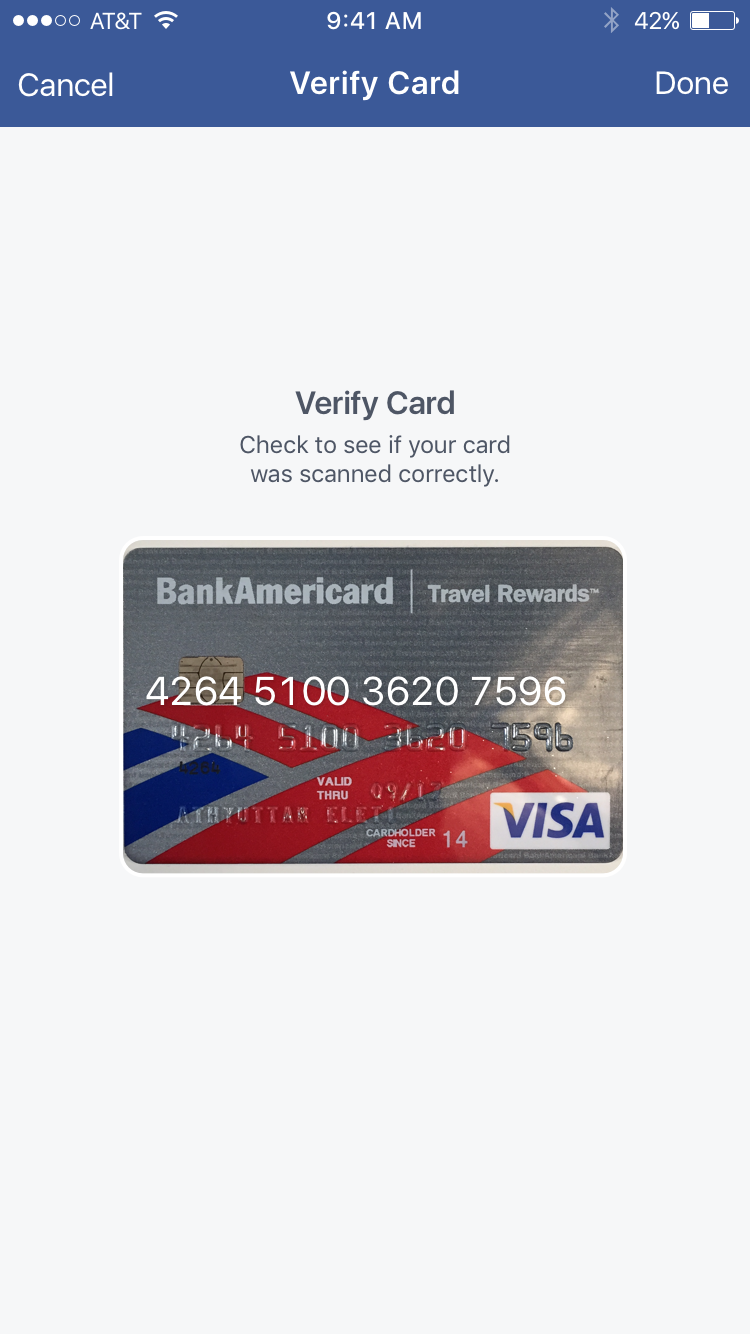 AT&T 9:41 AM 42%
Cancel Verify Card Done
Verify Card
Check to see if your card
was scanned correctly.
BankAmericard Travel Rewards™
4264 5100 3620 7596
4264 5100 3620 7596
4264
VALID
THRU 09/17
CARDHOLDER
SINCE 14
VISA